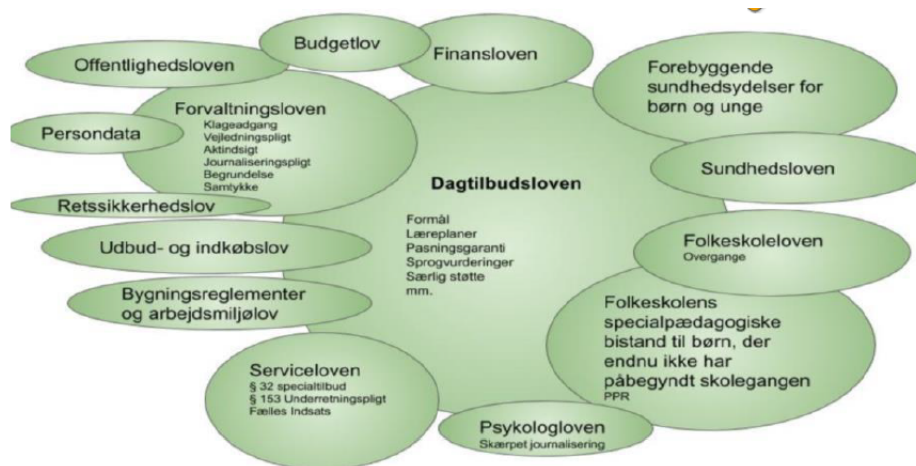 Budgetlov
Finansloven
Offentlighedsloven
Forvaltningsloven
Klageadgang
Vejledningspligt
Aktindsigt
Journaliseringspligt
Begrundelse
Samtykke
Persondata
Retssikkerhedslov
Udbud- og indkøbslov
Bygningsreglementer
og arbejdsmiljølov
Serviceloven
§ 32 specialtilbud
§ 153 Underretningspligt
Fælles Indsats
Dagtilbudsloven
Formål
Læreplaner
Pasningsgaranti
Sprogvurderinger
Særlig støtte
mm.
Forebyggende
sundhedsydelser for
børn og unge
Sundhedsloven
Folkeskoleloven
Overgange
Folkeskolens
specialpædagogiske
bistand til børn, der
endnu ikke har
påbegyndt skolegangen
PPR
Psykologloven
Skærpet journalisering